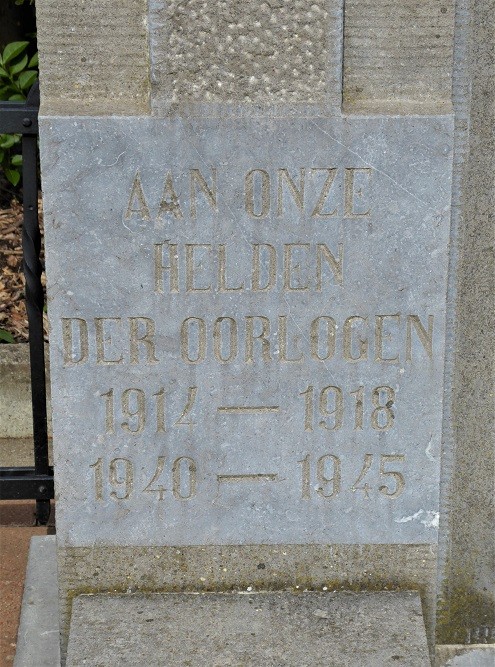 AAN ONZE
HELDEN
DER OORLOGEN
1914 — 1918
1940 — 1945